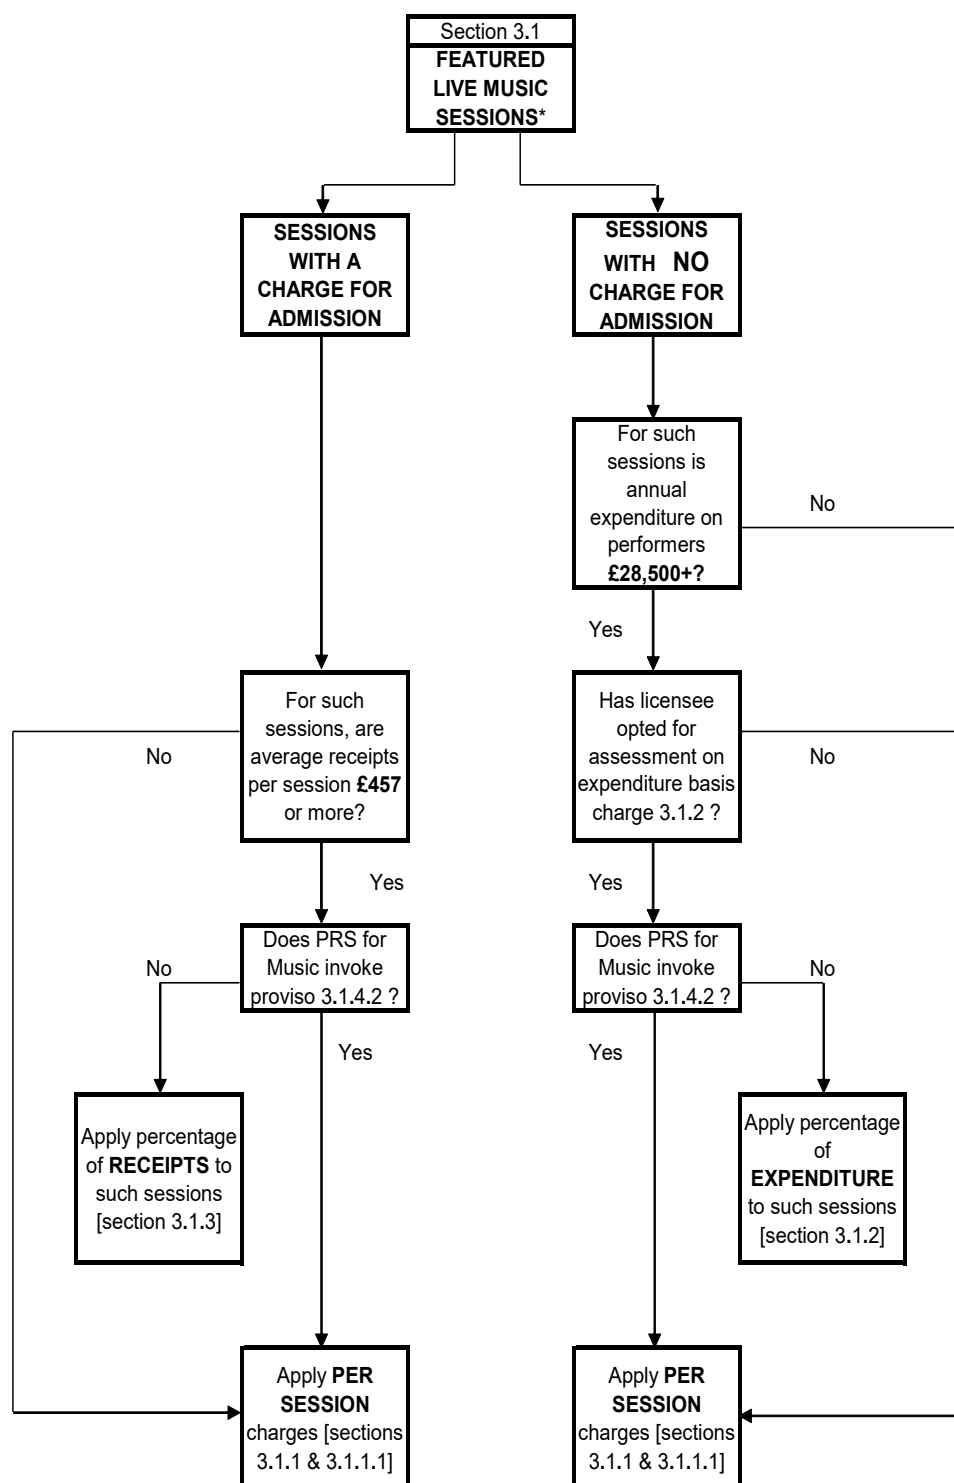 Section 3.1
FEATURED
LIVE MUSIC
SESSIONS*
SESSIONS
WITH A
CHARGE FOR
ADMISSION
SESSIONS
WITH NO
CHARGE FOR
ADMISSION
For such
sessions is
annual
expenditure on
performers
£28,500+?
No
Yes
For such
sessions, are
average receipts
per session £457
or more?
No
Yes
Has licensee
opted for
assessment on
expenditure basis
charge 3.1.2 ?
No
Yes
Does PRS for
Music invoke
proviso 3.1.4.2 ?
No
Yes
Does PRS for
Music invoke
proviso 3.1.4.2 ?
No
Yes
Apply percentage
of RECEIPTS to
such sessions
[section 3.1.3]
Apply percentage
of
EXPENDITURE
to such sessions
[section 3.1.2]
Apply PER
SESSION
charges [sections
3.1.1 & 3.1.1.1]
Apply PER
SESSION
charges [sections
3.1.1 & 3.1.1.1]